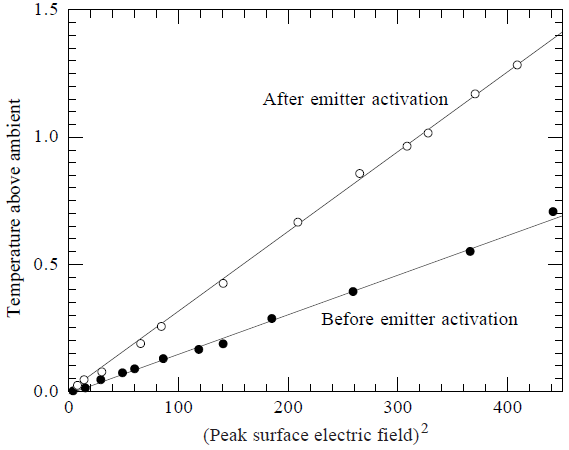 1.5
After emitter activation
1.0
Temperature above ambient
0.5
Before emitter activation
0.0
0 100 200 300 400
(Peak surface electric field)2